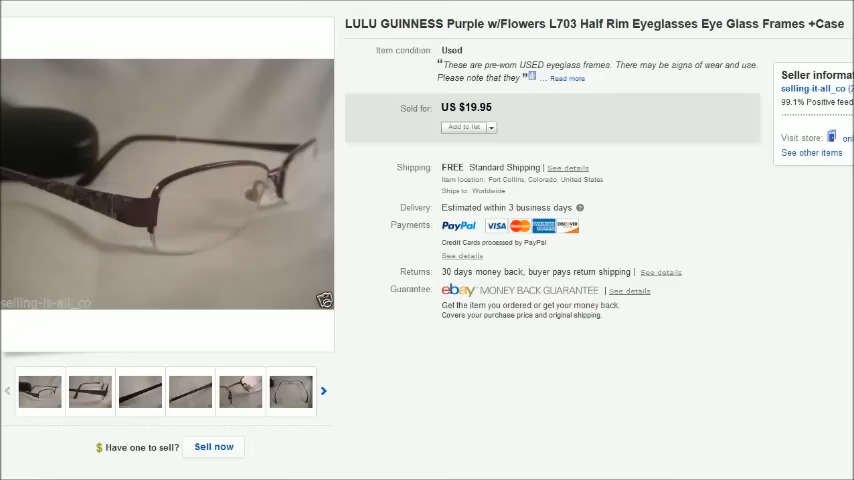 LULU GUINNESS Purple w/Flowers L703 Half Rim Eyeglasses Eye Glass Frames +Case
Item condition: Used
“These are pre-worn USED eyeglass frames. There may be signs of wear and use.
Please note that they ” ... Read more
Sold for: US $19.95
Add to list
Shipping: FREE Standard Shipping | See details
Item location: Fort Collins, Colorado, United States
Ships to: Worldwide
Delivery: Estimated within 3 business days
Payments: PayPal VISA MasterCard DISCOVER
Credit Cards processed by PayPal
See details
Returns: 30 days money back, buyer pays return shipping | See details
Guarantee: ebay MONEY BACK GUARANTEE | See details
Get the item you ordered or get your money back.
Covers your purchase price and original shipping.
Seller informa
selling-it-all_co (2
99.1% Positive feed
Visit store: onl
See other items
selling-it-all_co
$ Have one to sell? Sell now